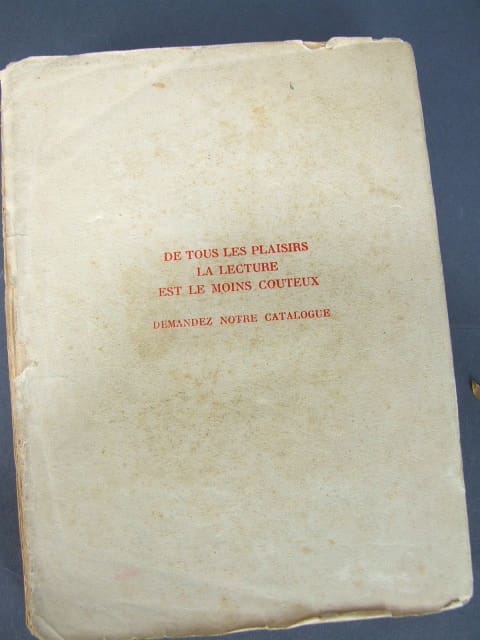 DE TOUS LES PLAISIRS
LA LECTURE
EST LE MOINS COUTEUX
DEMANDEZ NOTRE CATALOGUE